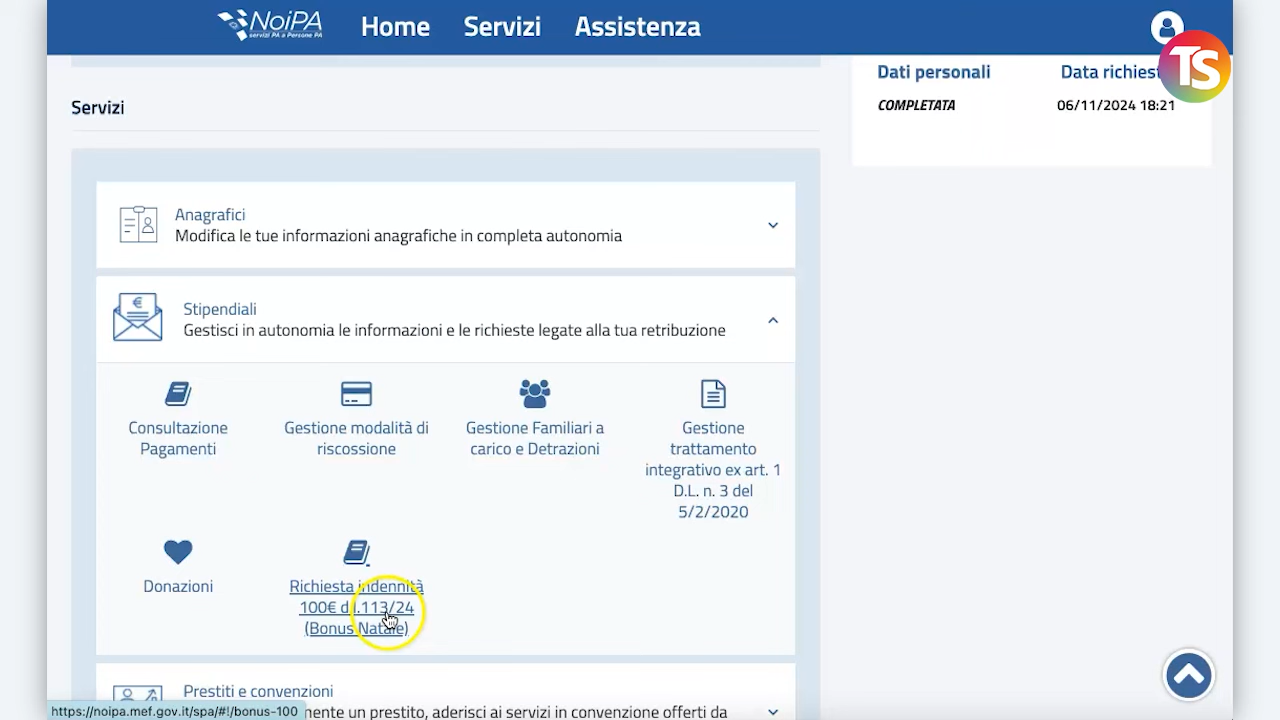 NoiPA
servizi PA a Persone PA
Home
Servizi
Assistenza
TS
Dati personali
Data richiest
COMPLETATA
06/11/2024 18:21
Servizi
Anagrafici
Modifica le tue informazioni anagrafiche in completa autonomia
Stipendiali
Gestisci in autonomia le informazioni e le richieste legate alla tua retribuzione
Consultazione
Pagamenti
Gestione modalità di
riscossione
Gestione Familiari a
carico e Detrazioni
Gestione
trattamento
integrativo ex art. 1
D.L. n. 3 del
5/2/2020
Donazioni
Richiesta indennità
100€ d.l.113/24
(Bonus Natale)
Prestiti e convenzioni
mente un prestito, aderisci ai servizi in convenzione offerti da
https://noipa.mef.gov.it/spa/#!/bonus-100